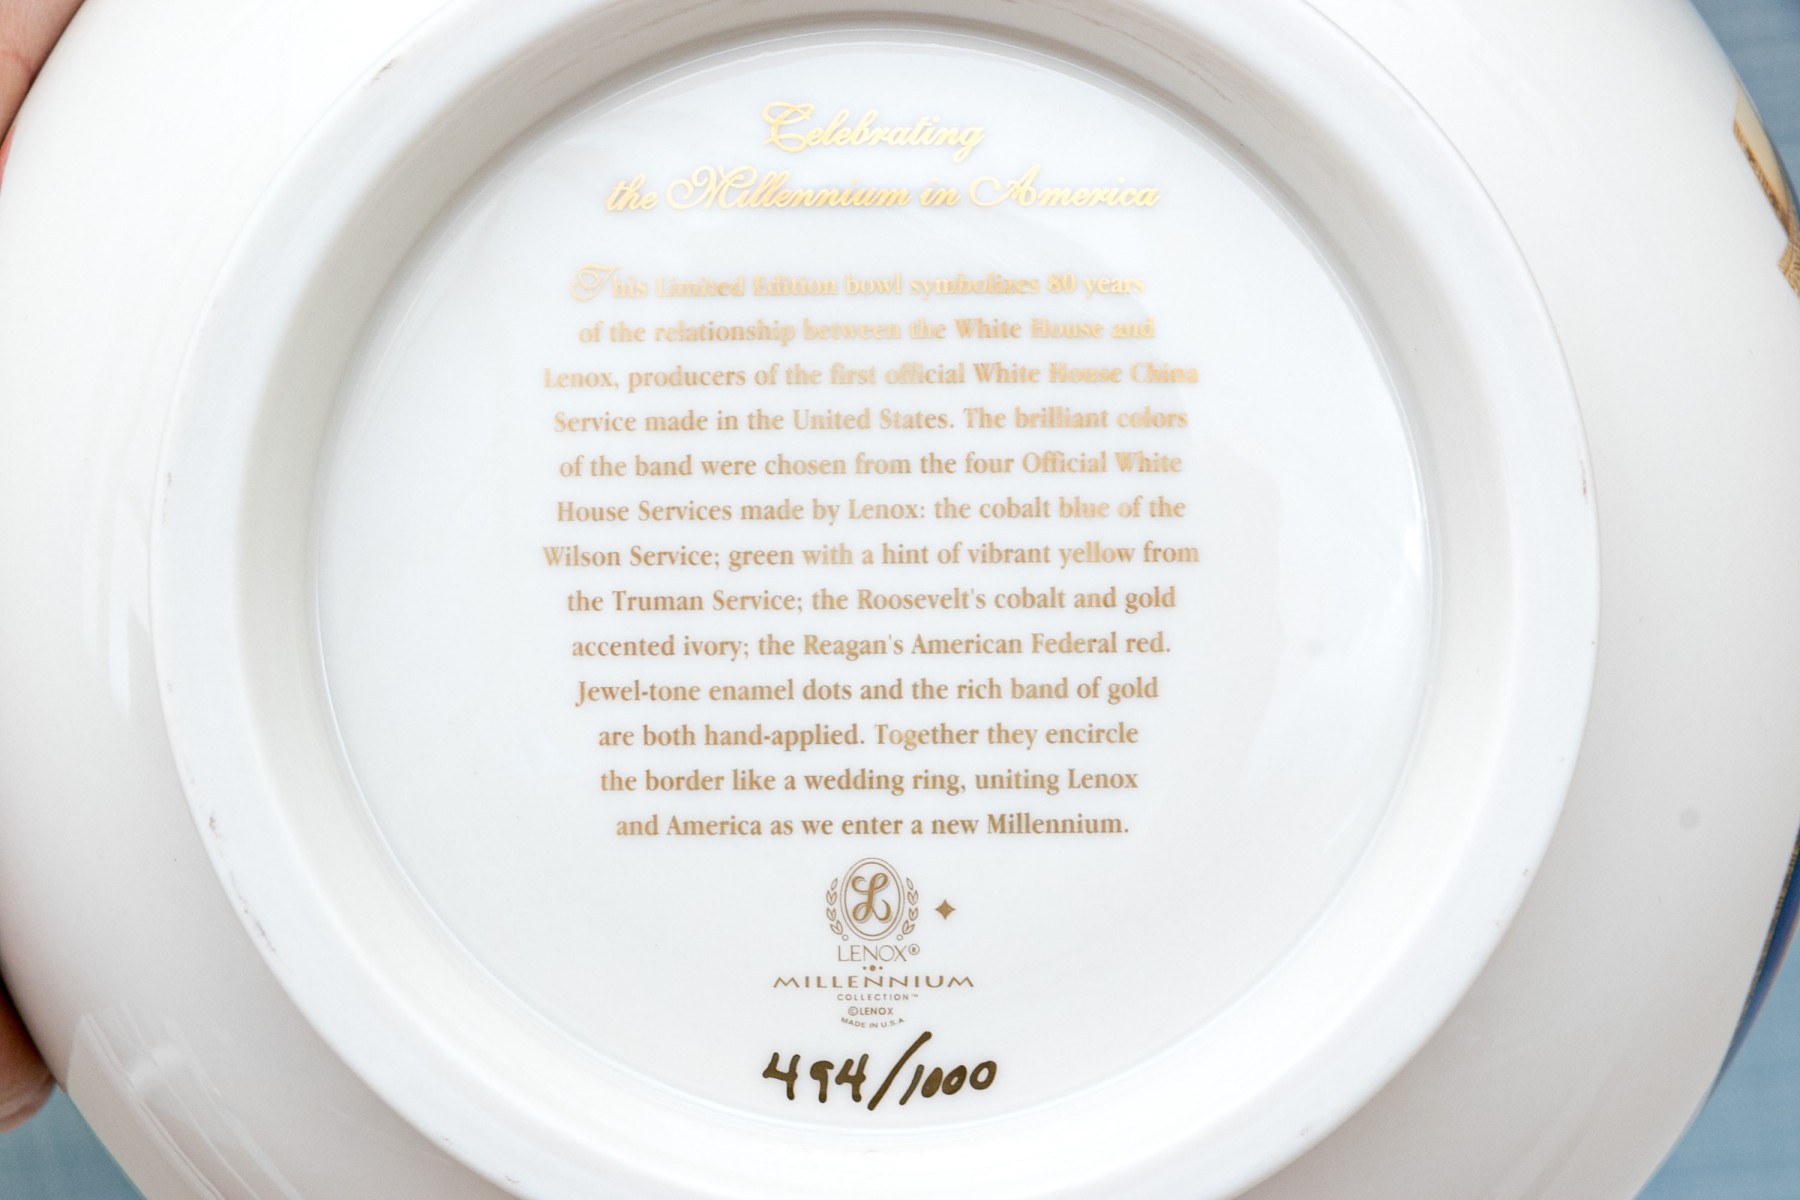 Celebrating
the Millennium in America
This Limited Edition bowl symbolizes 80 years
of the relationship between the White House and
Lenox, producers of the first official White House China
Service made in the United States. The brilliant colors
of the band were chosen from the four Official White
House Services made by Lenox: the cobalt blue of the
Wilson Service; green with a hint of vibrant yellow from
the Truman Service; the Roosevelt's cobalt and gold
accented ivory; the Reagan's American Federal red.
Jewel-tone enamel dots and the rich band of gold
are both hand-applied. Together they encircle
the border like a wedding ring, uniting Lenox
and America as we enter a new Millennium.
L
LENOX®
MILLENNIUM
COLLECTION™
©LENOX
MADE IN U.S.A.
494/1000